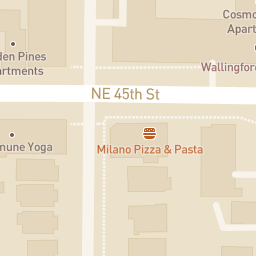 Cosmo
Apart
den Pines
artments
Wallingford
NE 45th St
mune Yoga
Milano Pizza & Pasta